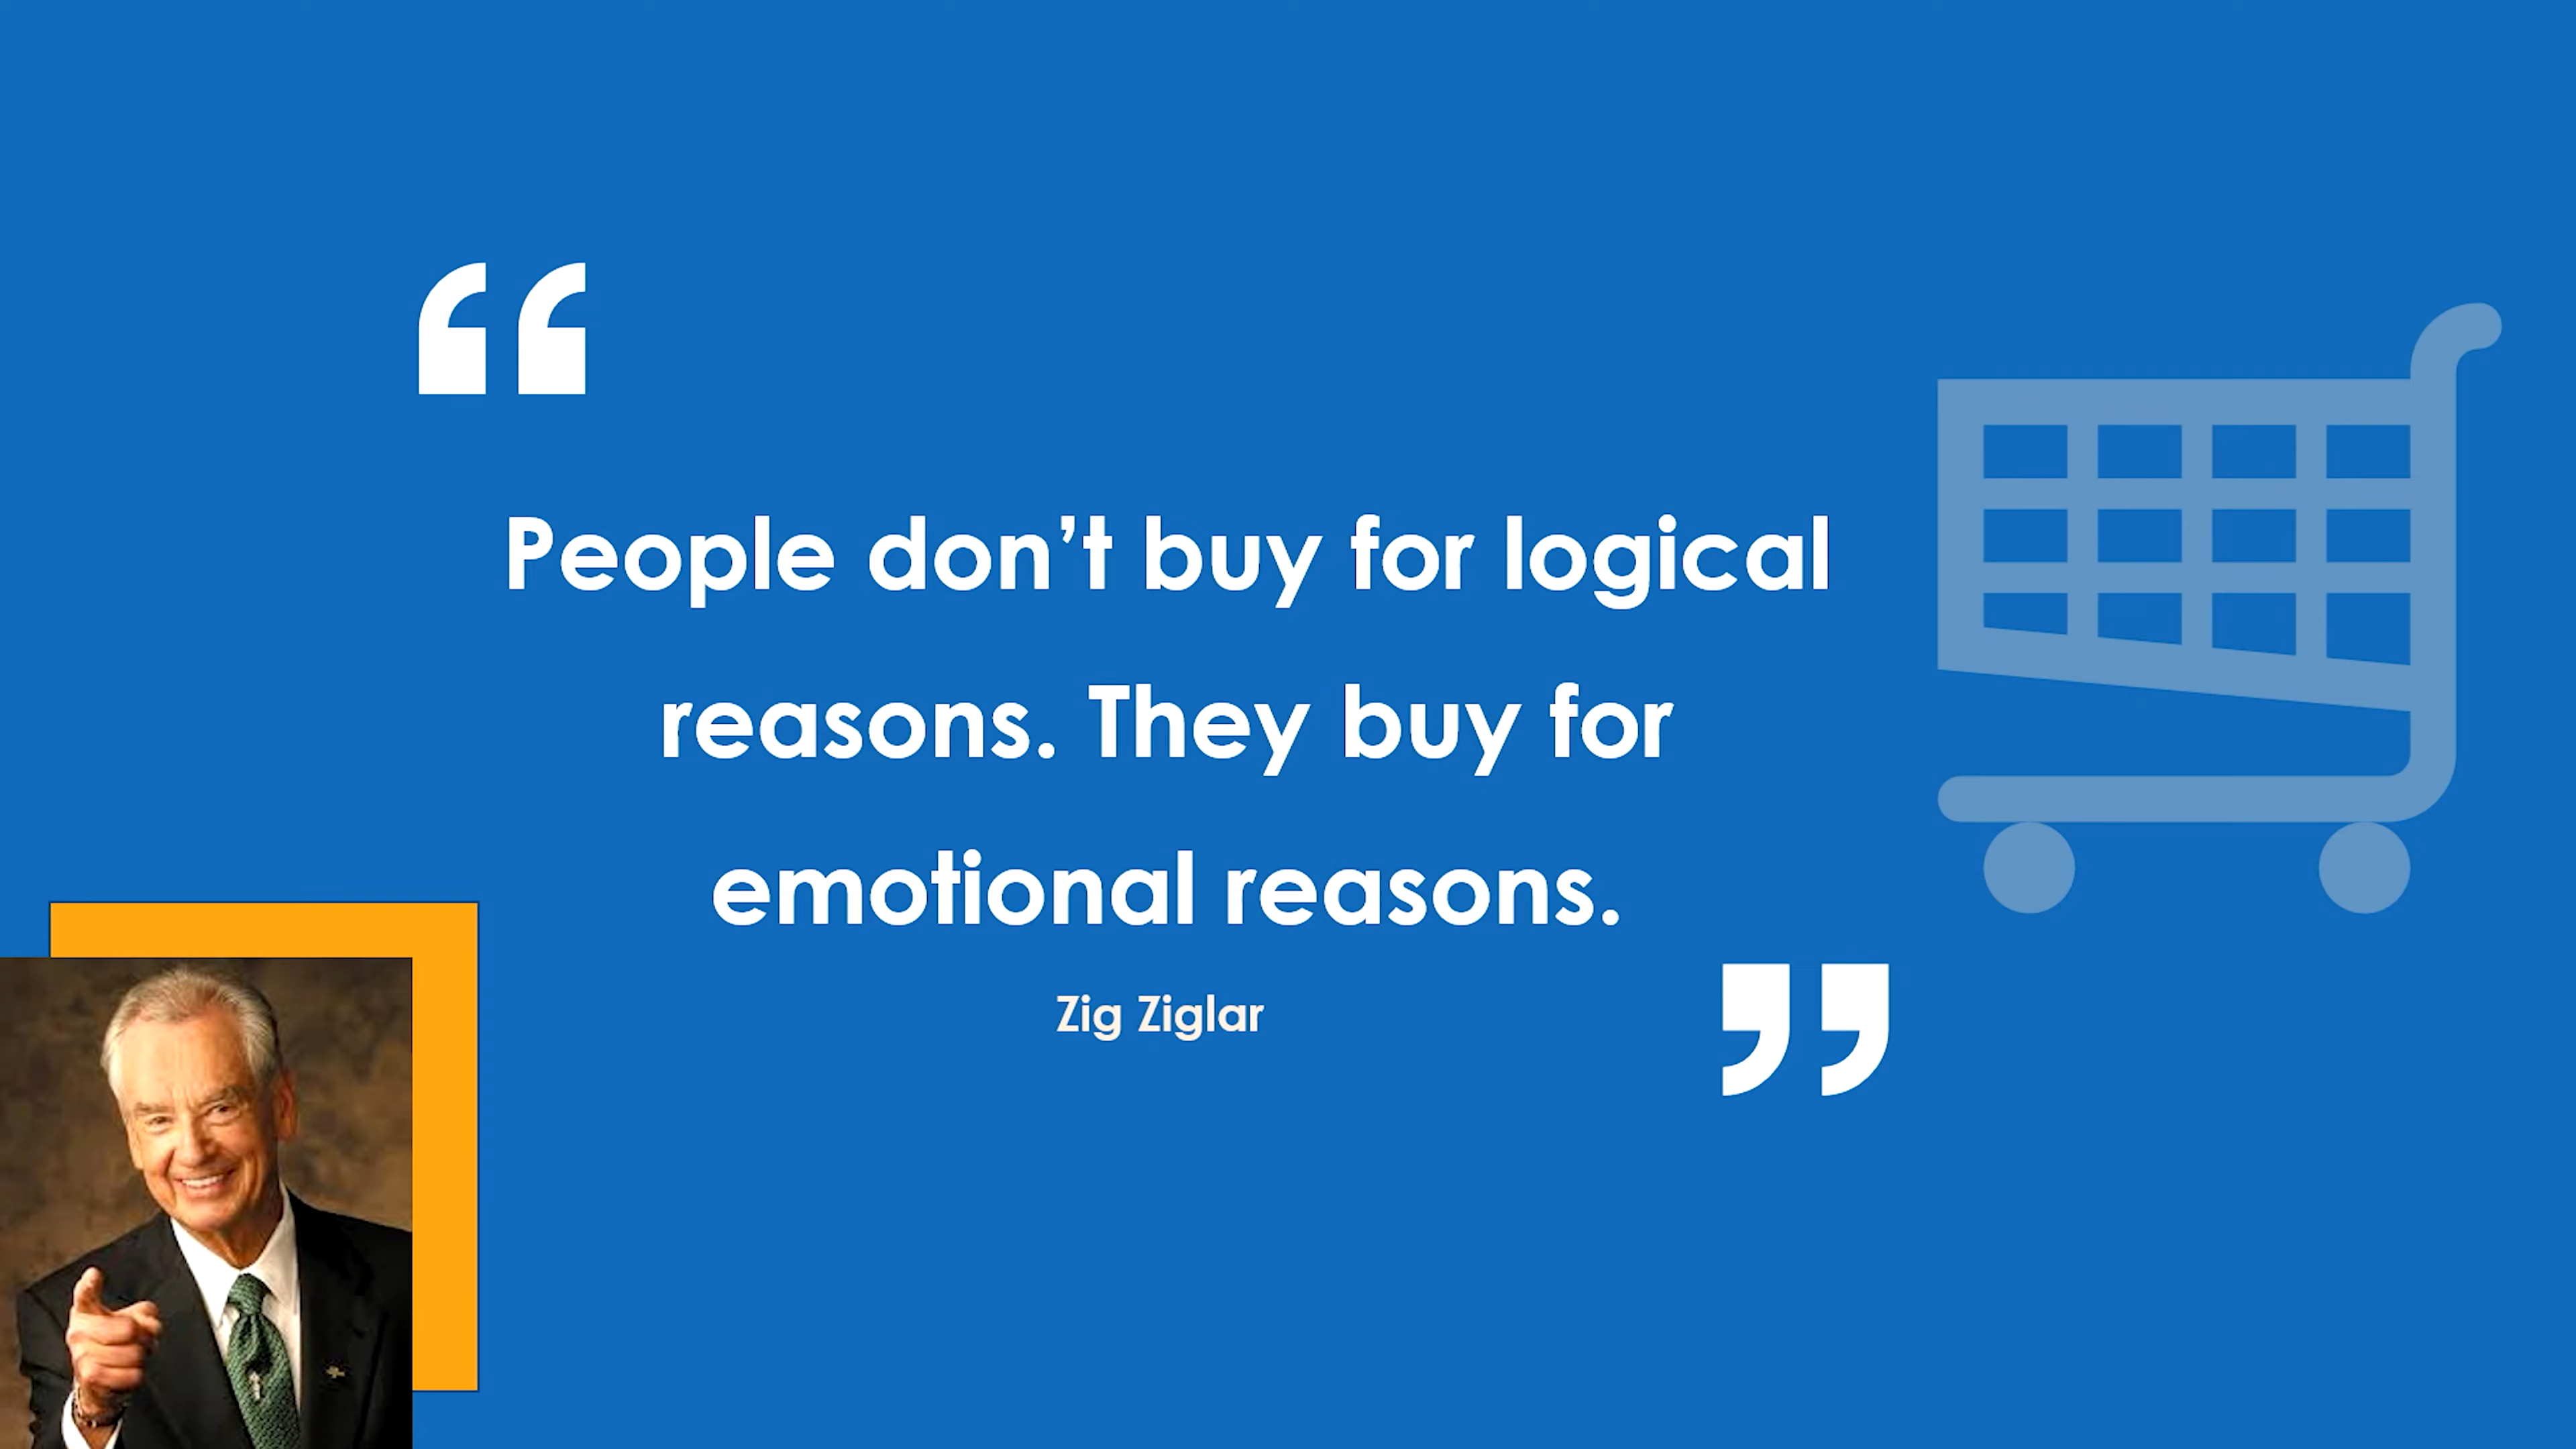 “
People don’t buy for logical
reasons. They buy for
emotional reasons.
Zig Ziglar
”